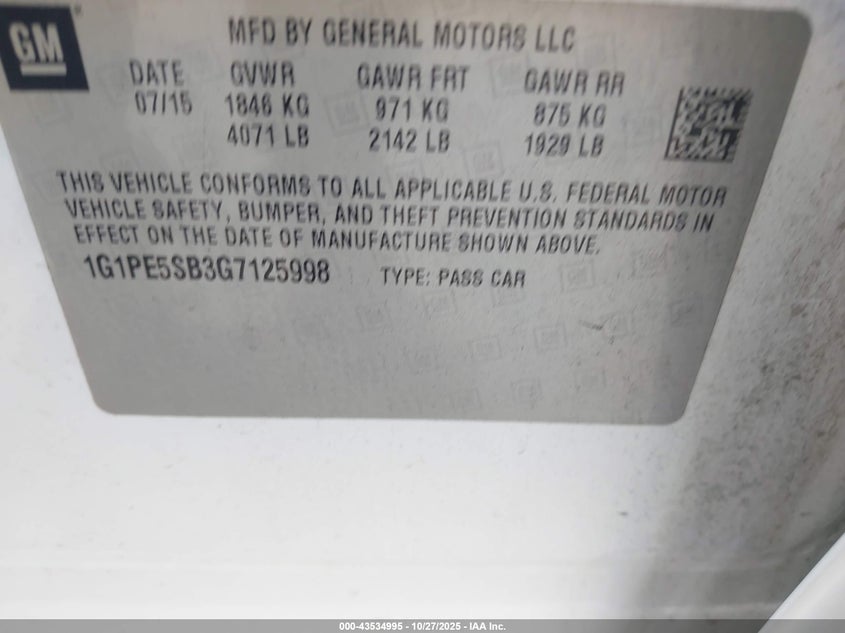 GM
MFD BY GENERAL MOTORS LLC
DATE GVWR GAWR FRT GAWR RR
07/15 1846 KG 971 KG 875 KG
4071 LB 2142 LB 1929 LB
THIS VEHICLE CONFORMS TO ALL APPLICABLE U.S. FEDERAL MOTOR
VEHICLE SAFETY, BUMPER, AND THEFT PREVENTION STANDARDS IN
EFFECT ON THE DATE OF MANUFACTURE SHOWN ABOVE.
1G1PE5SB3G7125998 TYPE: PASS CAR
000-43534995 - 10/27/2025 - IAA Inc.